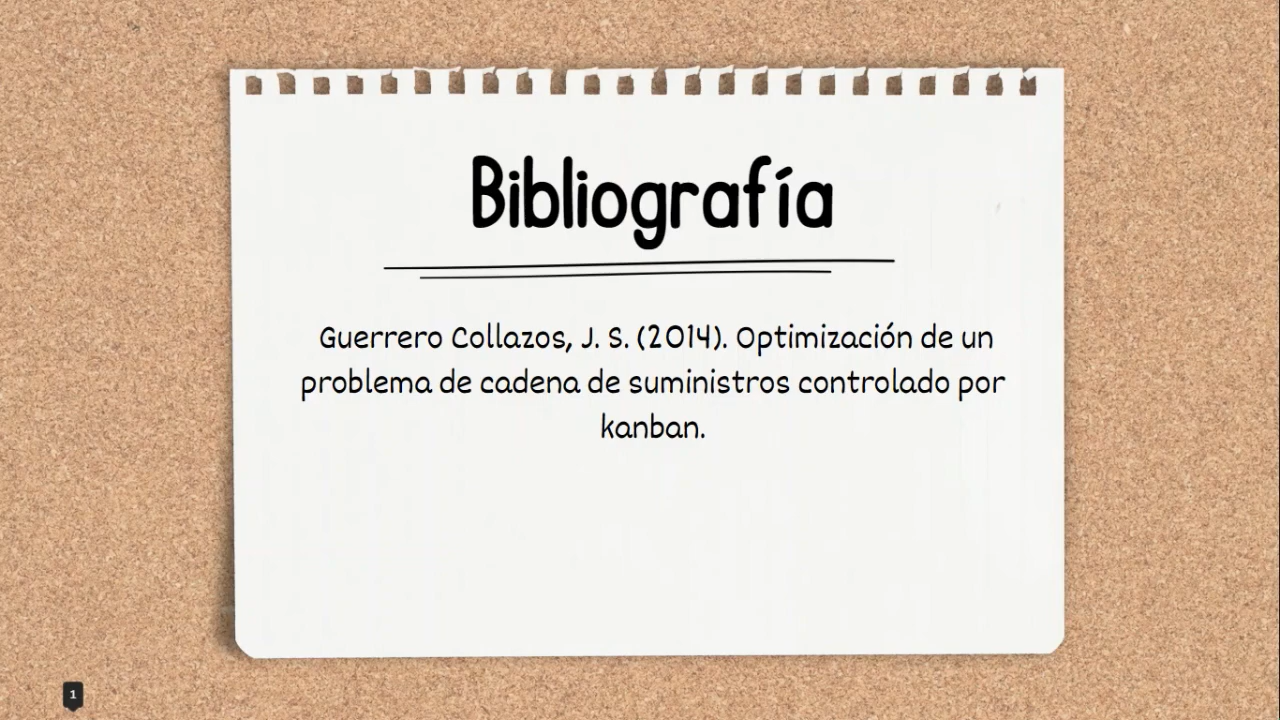 Bibliografía
Guerrero Collazos, J. S. (2014). Optimización de un
problema de cadena de suministros controlado por
kanban.
1